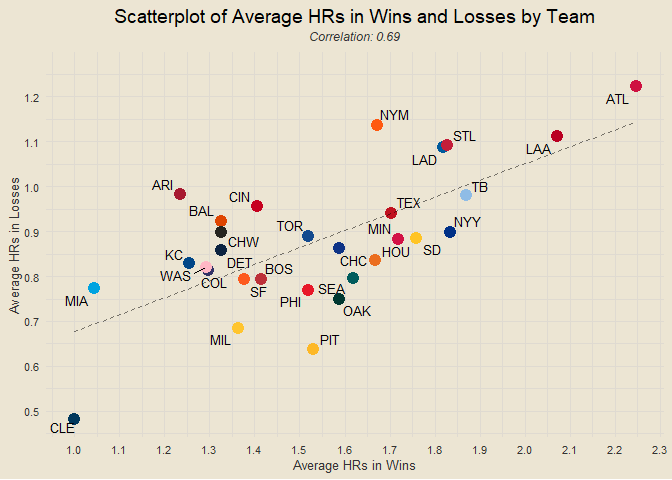 Scatterplot of Average HRs in Wins and Losses by Team
Correlation: 0.69
ATL
NYM
STL
LAA
LAD
ARI
TB
CIN
TEX
BAL
TOR
MIN
NYY
CHW
SD
KC
DET
CHC
HOU
WAS
BOS
COL
SEA
SF
MIA
PHI
OAK
MIL
PIT
CLE
Average HRs in Losses
1.2
1.1
1.0
0.9
0.8
0.7
0.6
0.5
1.0 1.1 1.2 1.3 1.4 1.5 1.6 1.7 1.8 1.9 2.0 2.1 2.2 2.3
Average HRs in Wins